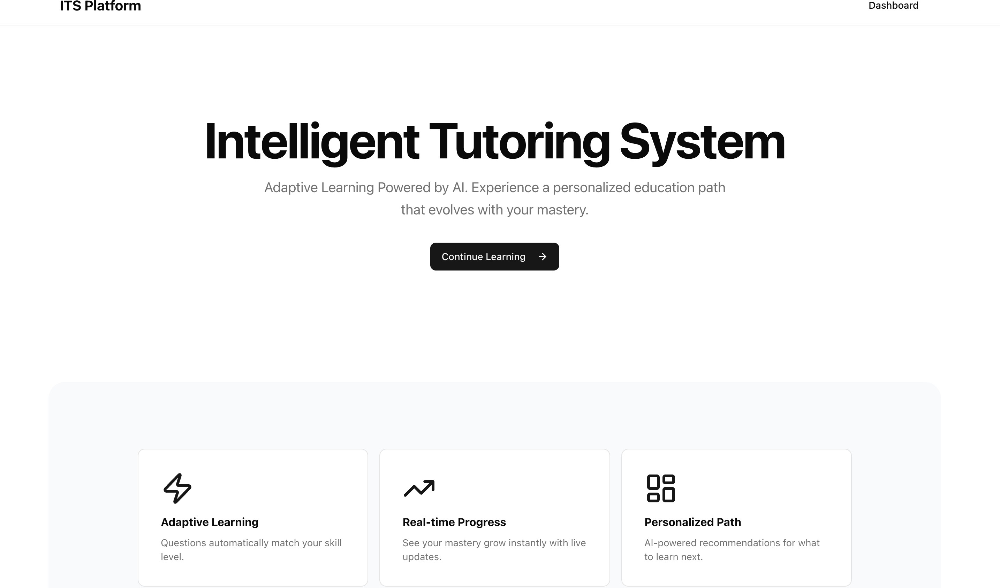 ITS Platform
Dashboard
Intelligent Tutoring System
Adaptive Learning Powered by AI. Experience a personalized education path
that evolves with your mastery.
Continue Learning
Adaptive Learning
Questions automatically match your skill
level.
Real-time Progress
See your mastery grow instantly with live
updates.
Personalized Path
AI-powered recommendations for what
to learn next.